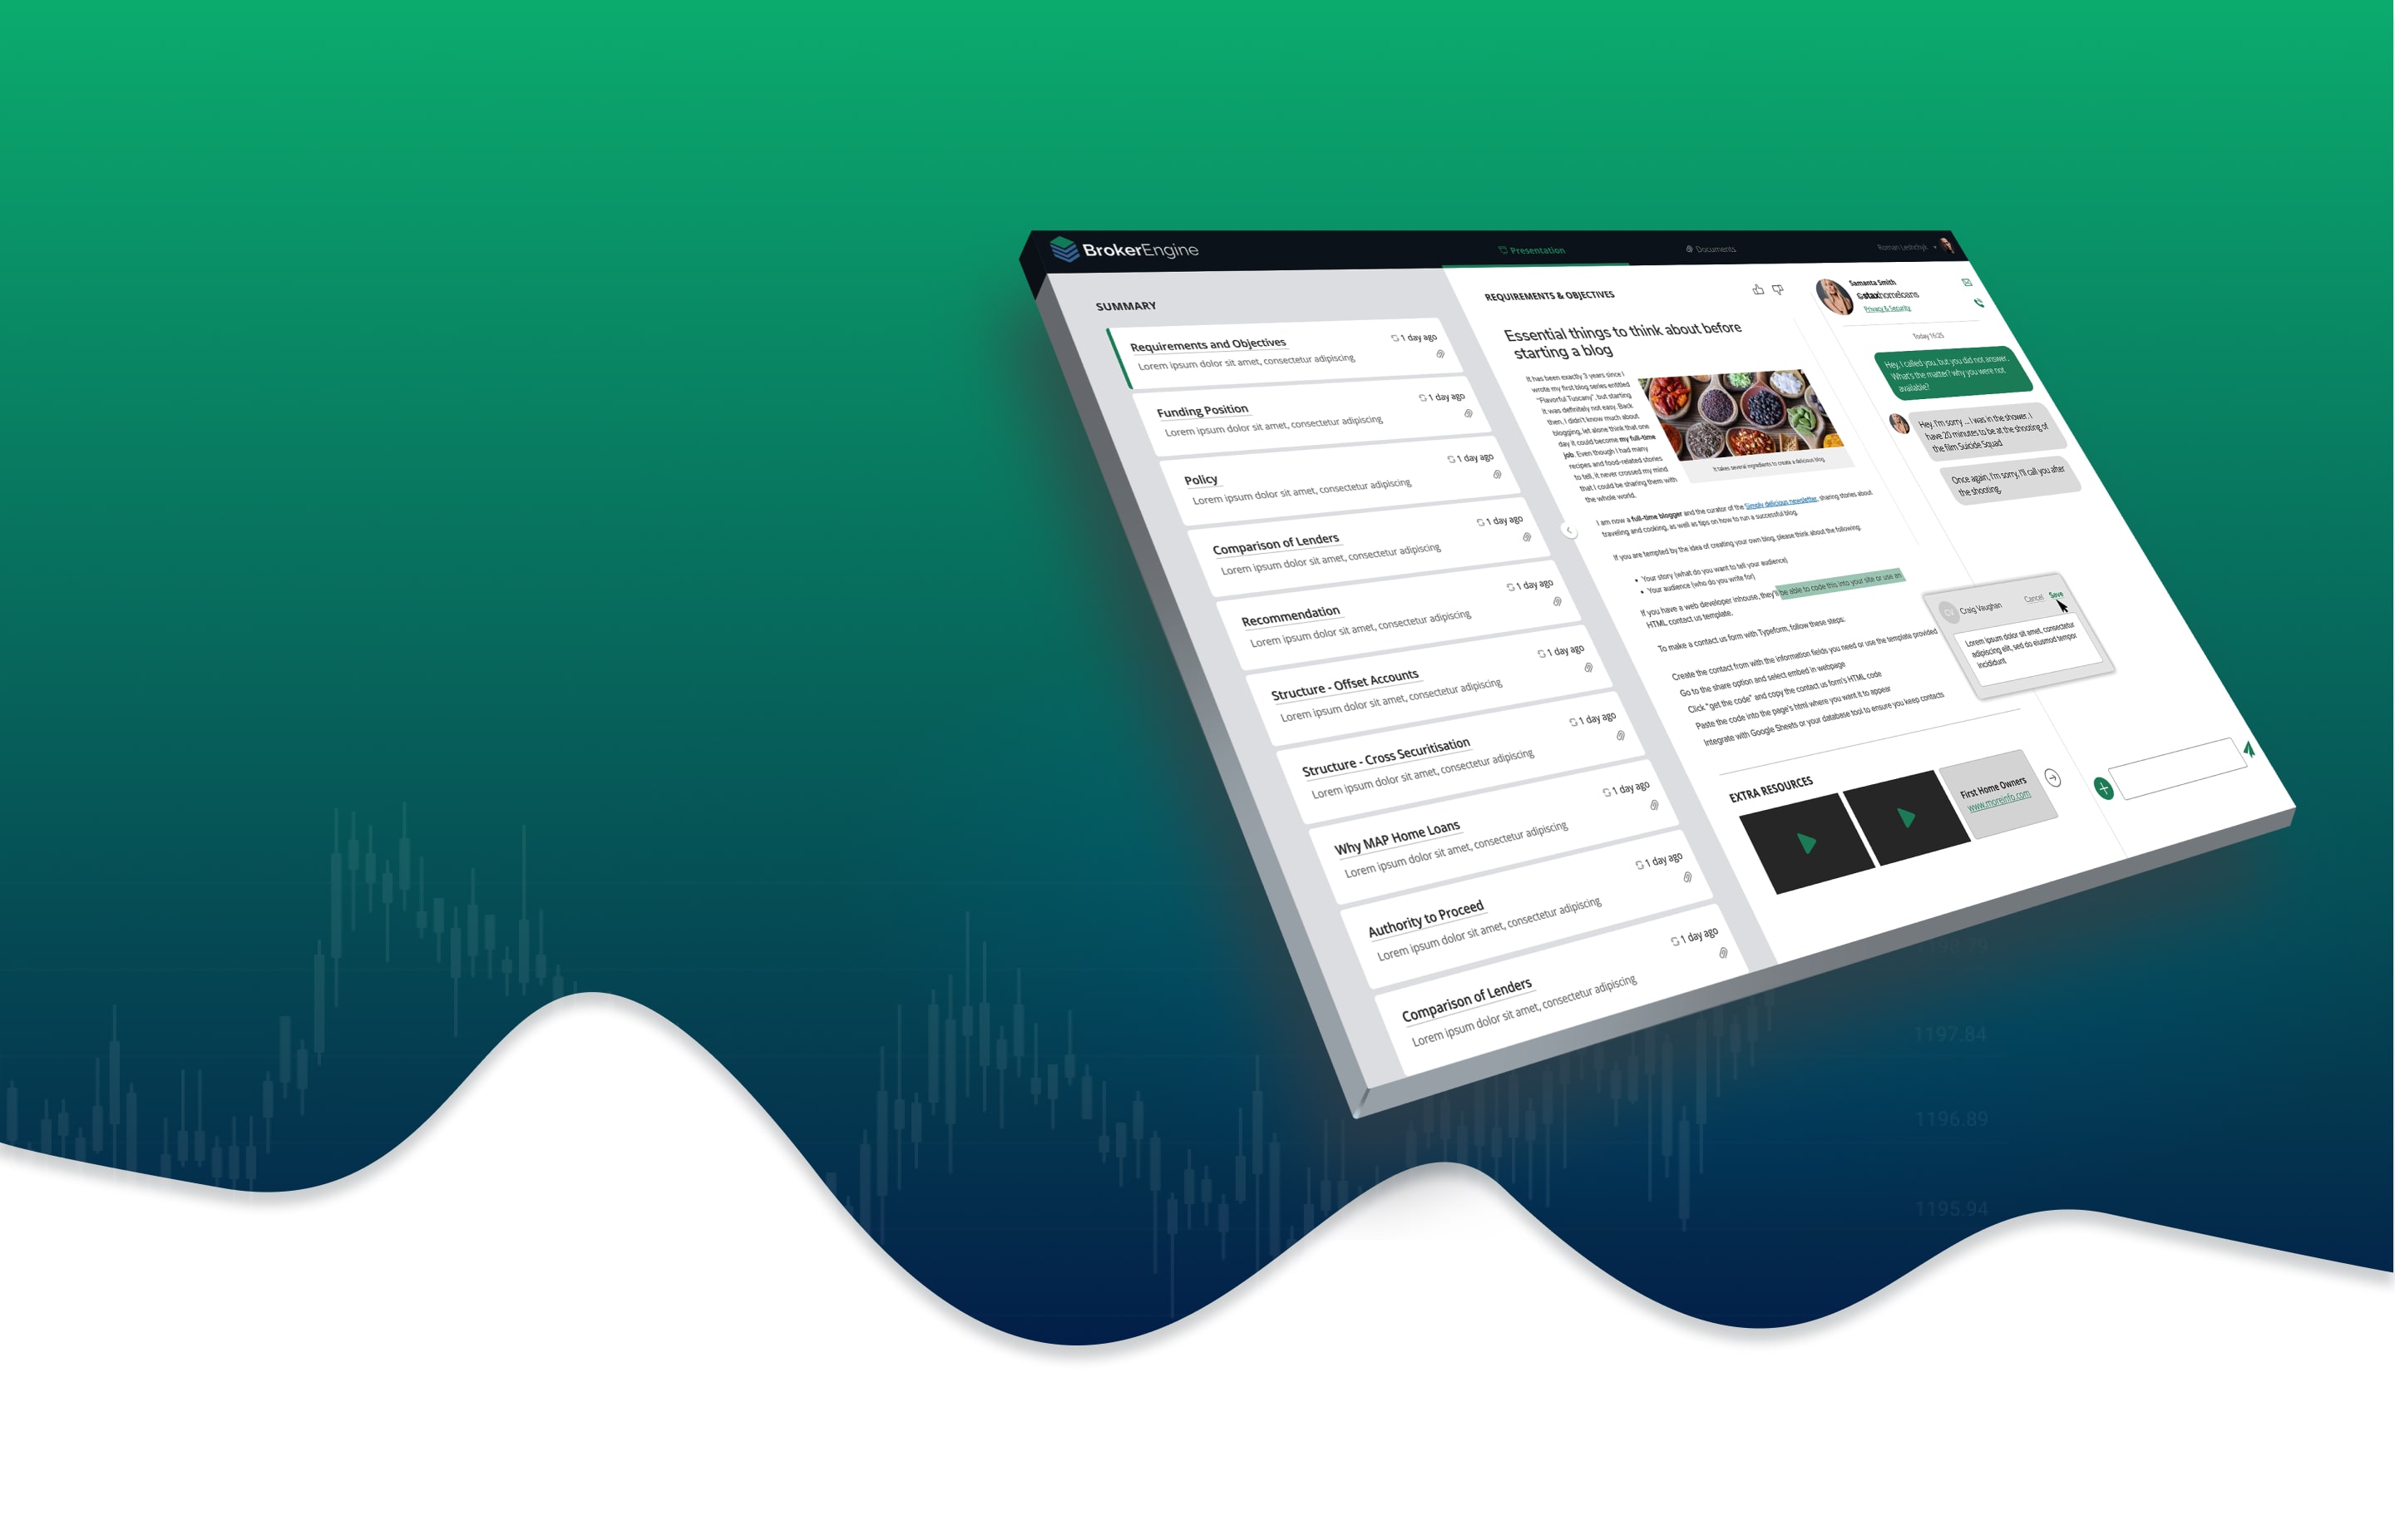 BrokerEngine
Presentation
Documents
Roman Leshchyk
SUMMARY
Requirements and Objectives
1 day ago
Lorem ipsum dolor sit amet, consectetur adipiscing
Funding Position
1 day ago
Lorem ipsum dolor sit amet, consectetur adipiscing
Policy
1 day ago
Lorem ipsum dolor sit amet, consectetur adipiscing
Comparison of Lenders
1 day ago
Lorem ipsum dolor sit amet, consectetur adipiscing
Recommendation
1 day ago
Lorem ipsum dolor sit amet, consectetur adipiscing
Structure - Offset Accounts
1 day ago
Lorem ipsum dolor sit amet, consectetur adipiscing
Structure - Cross Securitisation
1 day ago
Lorem ipsum dolor sit amet, consectetur adipiscing
Why MAP Home Loans
1 day ago
Lorem ipsum dolor sit amet, consectetur adipiscing
Authority to Proceed
1 day ago
Lorem ipsum dolor sit amet, consectetur adipiscing
Comparison of Lenders
1 day ago
Lorem ipsum dolor sit amet, consectetur adipiscing
REQUIREMENTS & OBJECTIVES
Essential things to think about before
starting a blog
It has been exactly 3 years since I
wrote my first blog series entitled
"Flavorful Tuscany", but starting
it was definitely not easy. Back
then, I didn't know much about
blogging, let alone think that one
day it could become my full-time
job. Even though I had many
recipes and food-related stories
to tell, it never crossed my mind
that I could be sharing them with
the whole world.
It takes several ingredients to create a delicious blog.
I am now a full-time blogger and the curator of the Simply delicious newsletter, sharing stories about
traveling and cooking, as well as tips on how to run a successful blog.
If you are tempted by the idea of creating your own blog, please think about the following:
• Your story (what do you want to tell your audience)
• Your audience (who do you write for)
If you have a web developer inhouse, they'll be able to code this into your site or use an
HTML contact us template.
To make a contact us form with Typeform, follow these steps:
Create the contact from with the information fields you need or use the template provided
Go to the share option and select embed in webpage
Click "get the code" and copy the contact us form's HTML code
Paste the code into the page's html where you want it to appear
Integrate with Google Sheets or your database tool to ensure you keep contacts
EXTRA RESOURCES
First Home Owners
www.moreinfo.com
Samanta Smith
staxhomeloans
Privacy & Security
Today 16:25
Hey, I called you, but you did not answer.
What's the matter? why you were not
available?
Hey. I'm sorry ... I was in the shower. I
have 20 minutes to be at the shooting of
the film Suicide Squad
Once again, I'm sorry, I'll call you after
the shooting.
CV
Craig Vaughan
Cancel
Save
Lorem ipsum dolor sit amet, consectetur
adipiscing elit, sed do eiusmod tempor
incididunt
1197.84
1196.89
1195.94